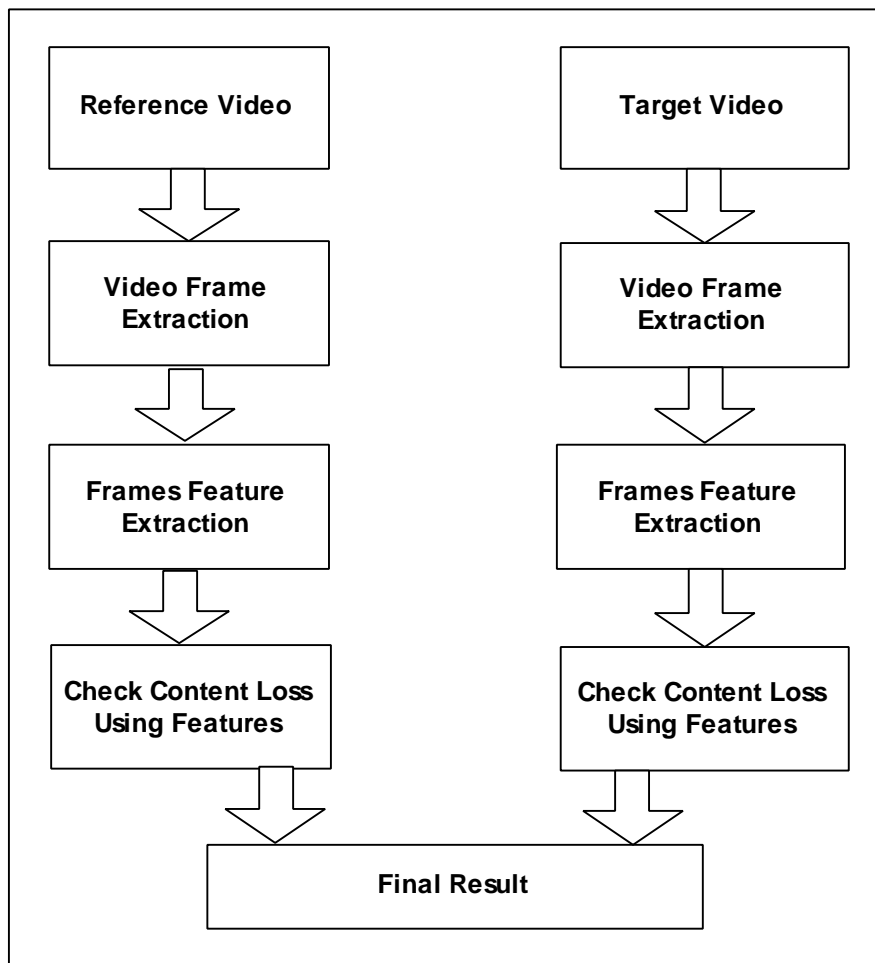 Reference Video
Target Video
Video Frame
Extraction
Video Frame
Extraction
Frames Feature
Extraction
Frames Feature
Extraction
Check Content Loss
Using Features
Check Content Loss
Using Features
Final Result